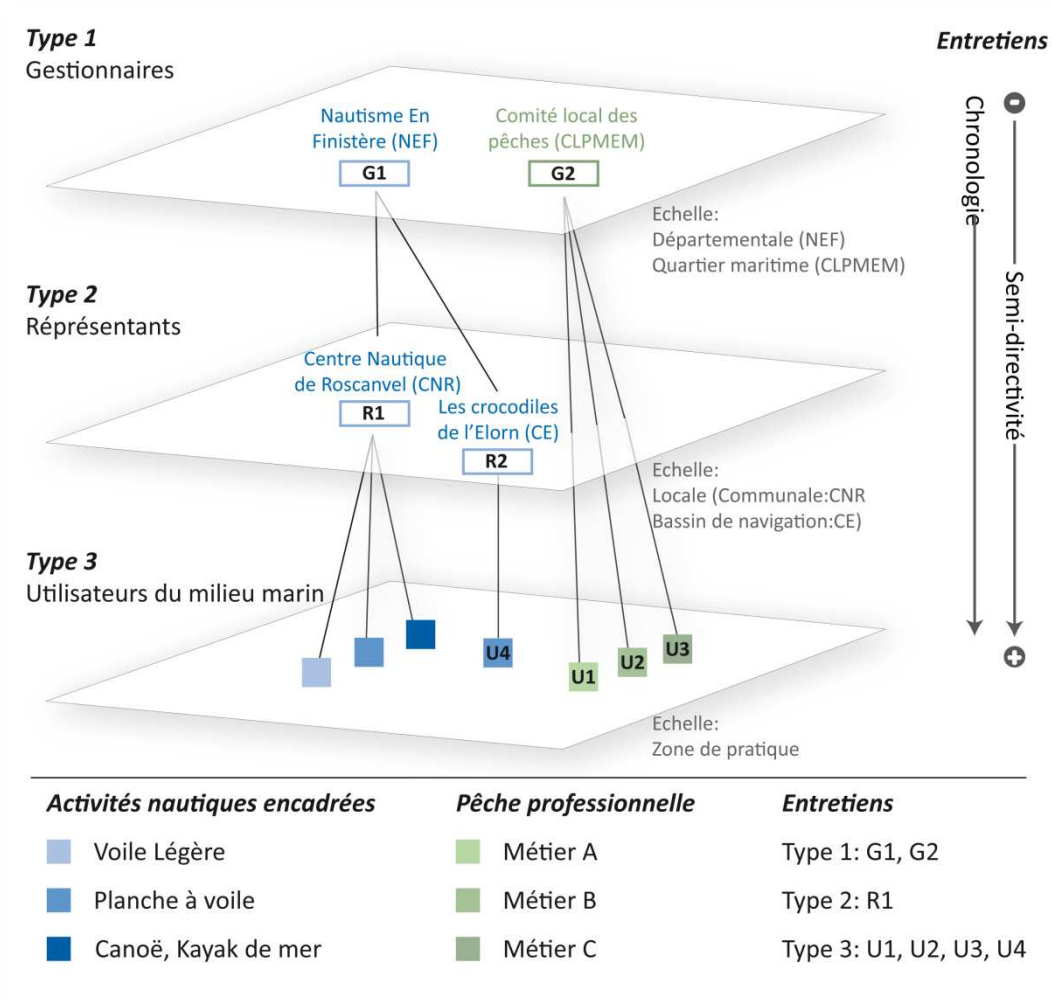 Type 1
Gestionnaires
Entretiens
Nautisme En
Finistère (NEF)
G1
Comité local des
pêches (CLPMEM)
G2
Echelle:
Départementale (NEF)
Quartier maritime (CLPMEM)
Chronologie
Semi-directivité
Type 2
Réprésentants
Centre Nautique
de Roscanvel (CNR)
R1
Les crocodiles
de l'Elorn (CE)
R2
Echelle:
Locale (Communale:CNR
Bassin de navigation:CE)
Type 3
Utilisateurs du milieu marin
U4
U1
U2
U3
Echelle:
Zone de pratique
Activités nautiques encadrées
Voile Légère
Planche à voile
Canoë, Kayak de mer
Pêche professionnelle
Métier A
Métier B
Métier C
Entretiens
Type 1: G1, G2
Type 2: R1
Type 3: U1, U2, U3, U4